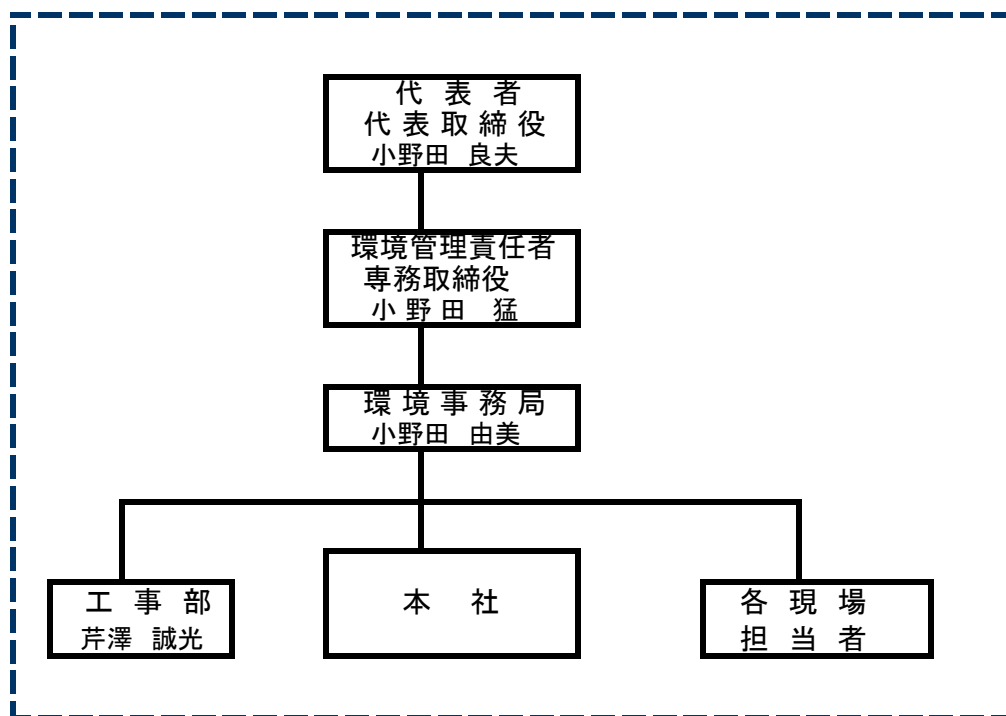 代表者
代表取締役
小野田 良夫
環境管理責任者
専務取締役
小野田 猛
環境事務局
小野田 由美
工事部
芹澤 誠光
本社
各現場
担当者